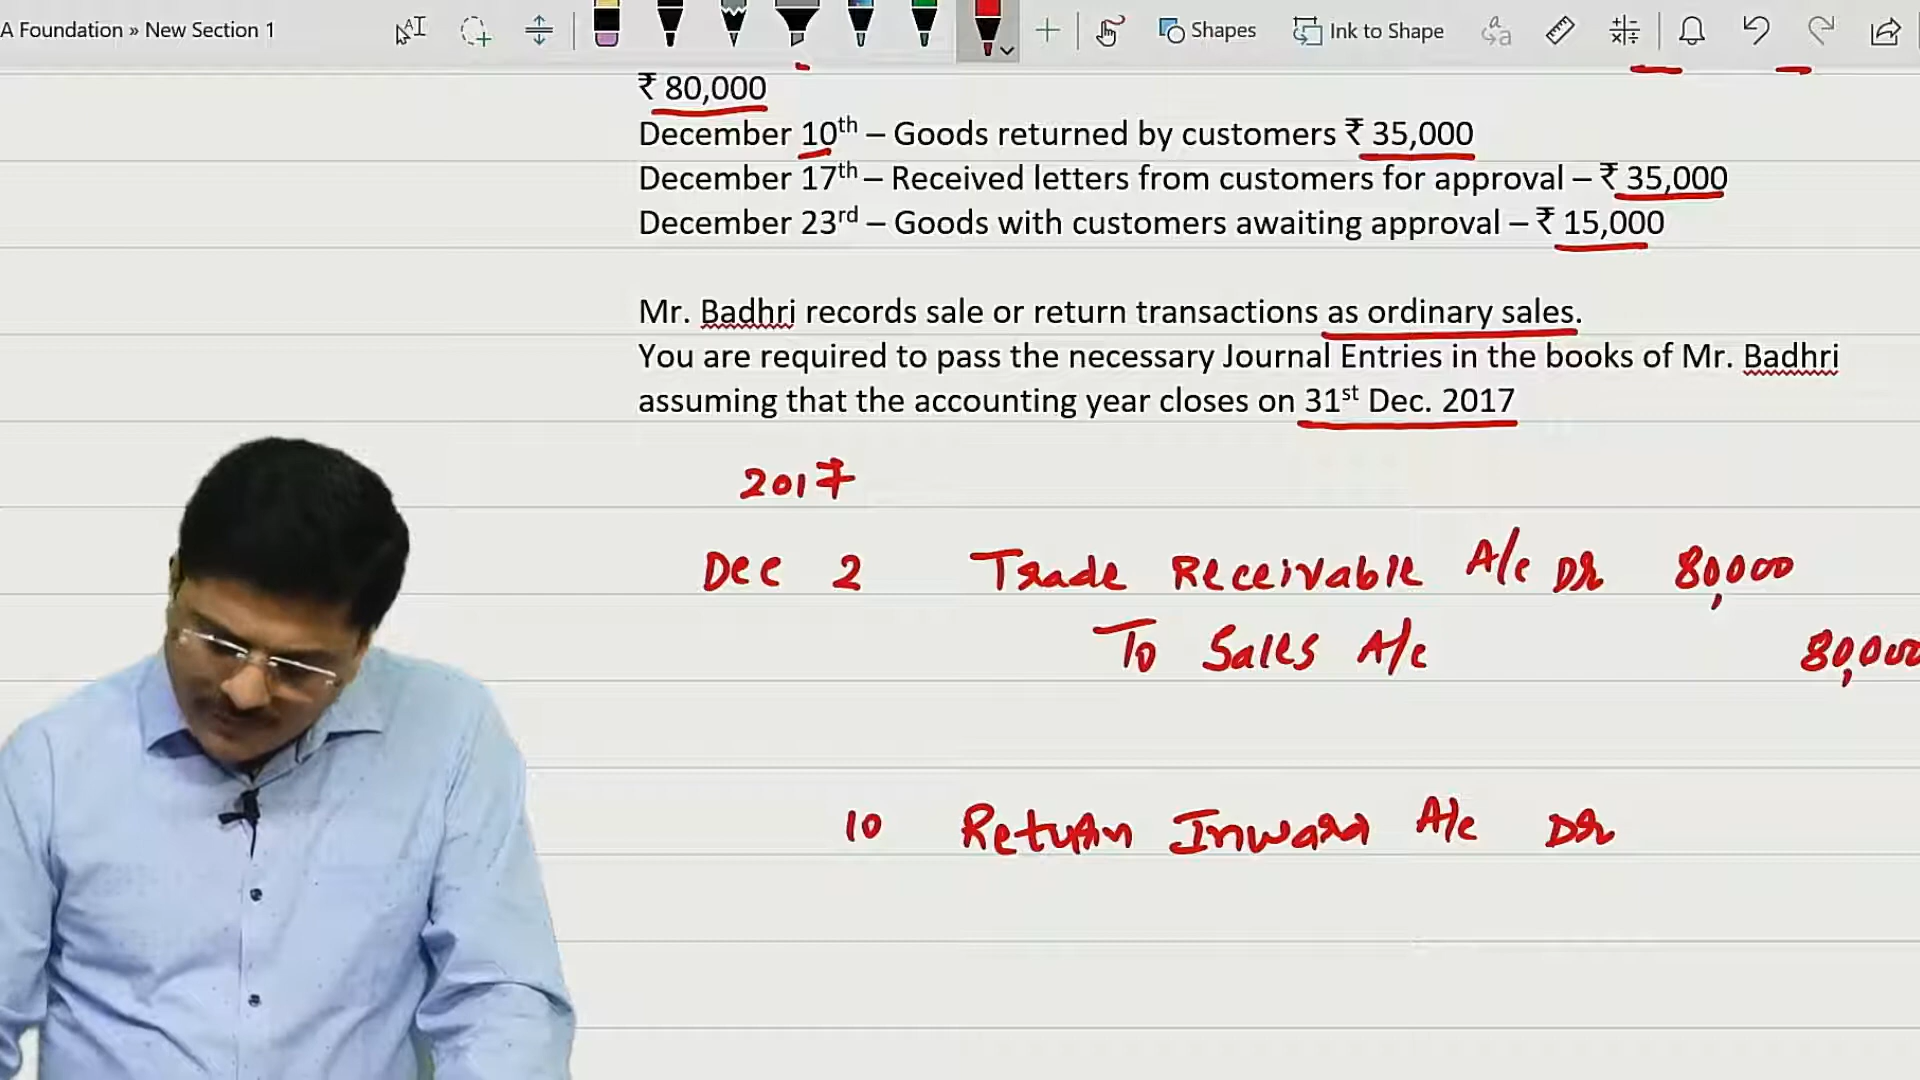 A Foundation » New Section 1
Shapes
Ink to Shape
₹ 80,000
December 10th – Goods returned by customers ₹ 35,000
December 17th – Received letters from customers for approval – ₹ 35,000
December 23rd – Goods with customers awaiting approval – ₹ 15,000
Mr. Badhri records sale or return transactions as ordinary sales.
You are required to pass the necessary Journal Entries in the books of Mr. Badhri
assuming that the accounting year closes on 31st Dec. 2017
2017
Dec 2 Trade Receivable A/c Dr 80,000
To Sales A/c 80,000
10 Return Inward A/c Dr